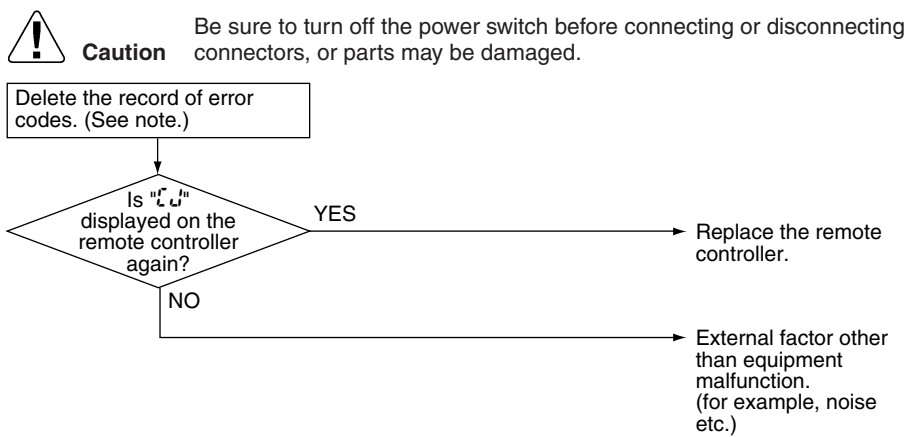 Be sure to turn off the power switch before connecting or disconnecting
Caution connectors, or parts may be damaged.
Delete the record of error
codes. (See note.)
Is "CJ"
displayed on the
remote controller
again?
YES
Replace the remote
controller.
NO
External factor other
than equipment
malfunction.
(for example, noise
etc.)